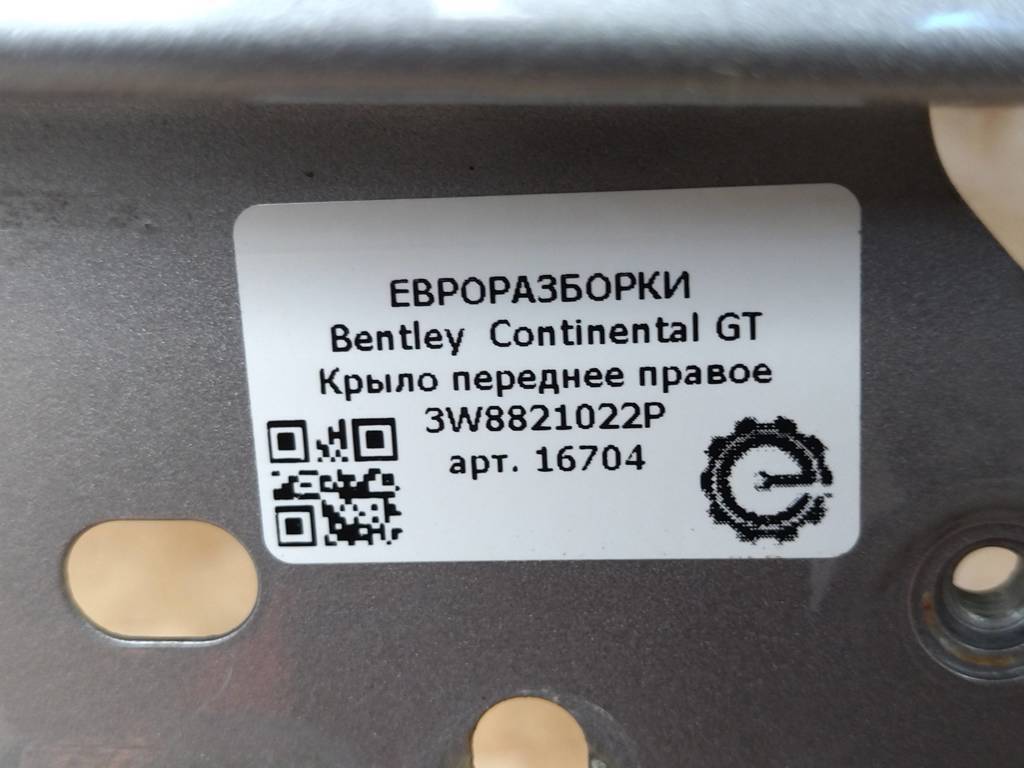 ЕВРОРАЗБОРКИ
Bentley Continental GT
Крыло переднее правое
3W8821022P
арт. 16704